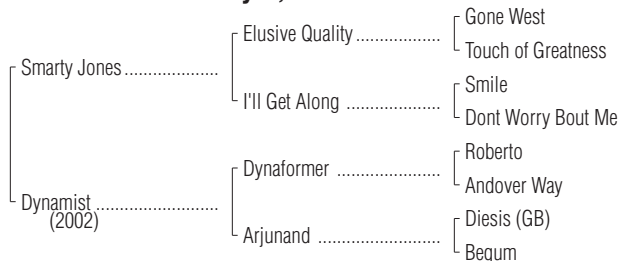 Gone West
Elusive Quality
Touch of Greatness
Smarty Jones
Smile
I'll Get Along
Dont Worry Bout Me
Roberto
Dynaformer
Andover Way
Dynamist
(2002)
Diesis (GB)
Arjunand
Begum